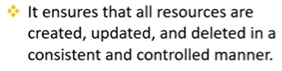 It ensures that all resources are
created, updated, and deleted in a
consistent and controlled manner.